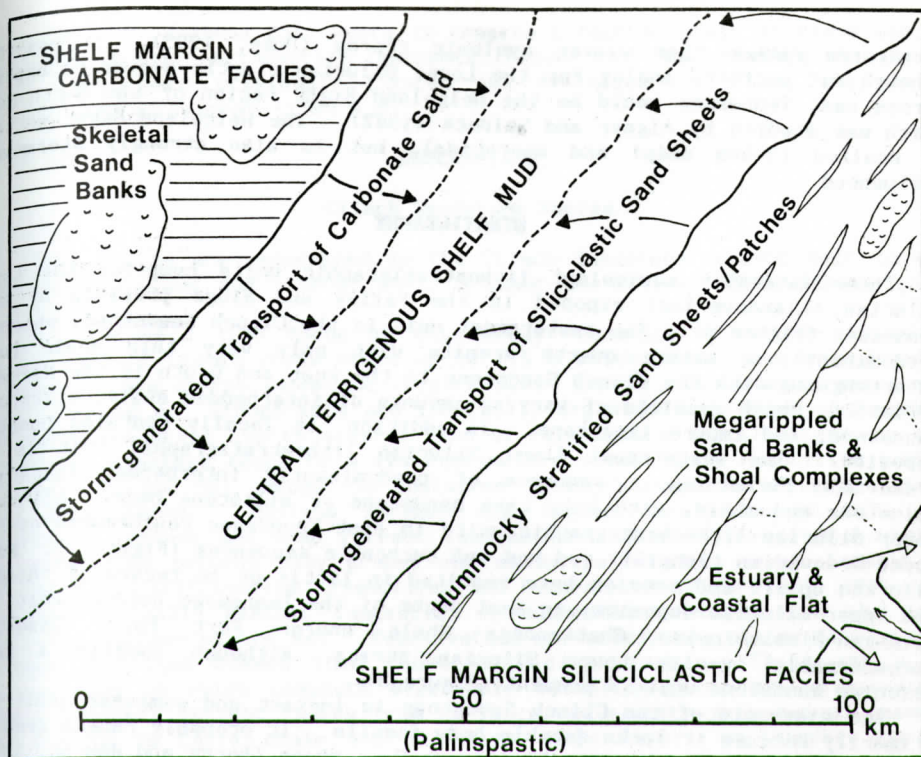 SHELF MARGIN
CARBONATE FACIES
Skeletal
Sand
Banks
Storm-generated Transport of Carbonate Sand
CENTRAL TERRIGENOUS SHELF MUD
Storm-generated Transport of Siliciclastic Sand Sheets
Hummocky Stratified Sand Sheets/Patches
Megarippled
Sand Banks &
Shoal Complexes
Estuary &
Coastal Flat
SHELF MARGIN SILICICLASTIC FACIES
0 50 100
(Palinspastic) km